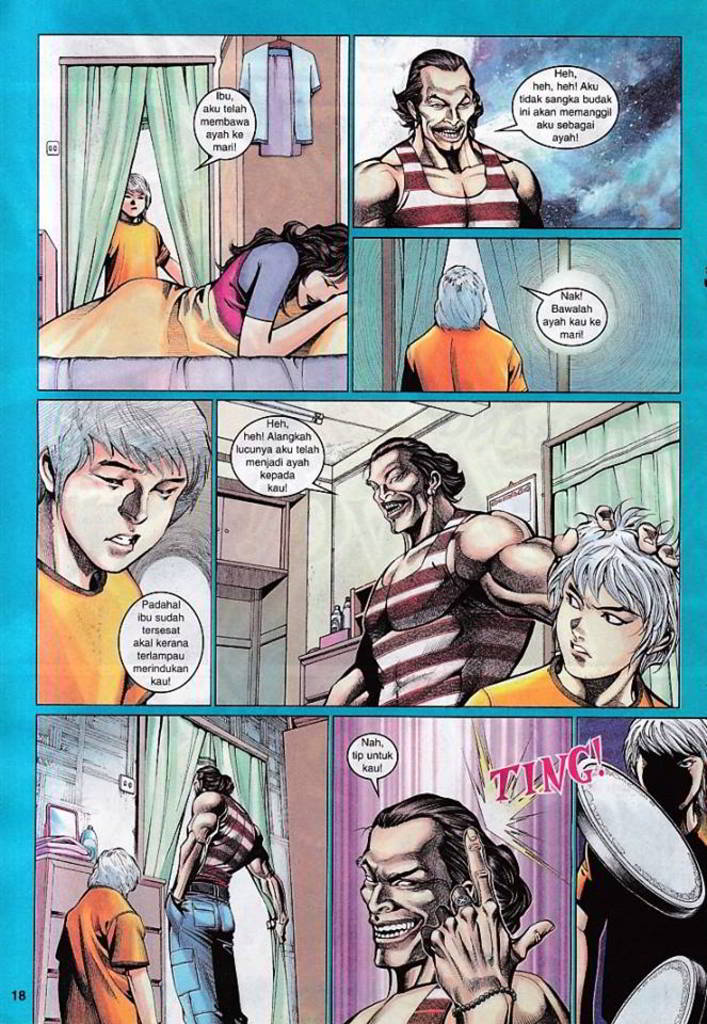 Ibu,
aku telah
membawa
ayah ke
mari!
Heh,
heh, heh! Aku
tidak sangka budak
ini akan memanggil
aku sebagai
ayah!
Nak!
Bawalah
ayah kau ke
mari!
Padahal
ibu sudah
tersesat
akal kerana
terlampau
merindukan
kau!
Heh,
heh! Alangkah
lucunya aku telah
menjadi ayah
kepada
kau!
Nah,
tip untuk
kau!
TING!
18